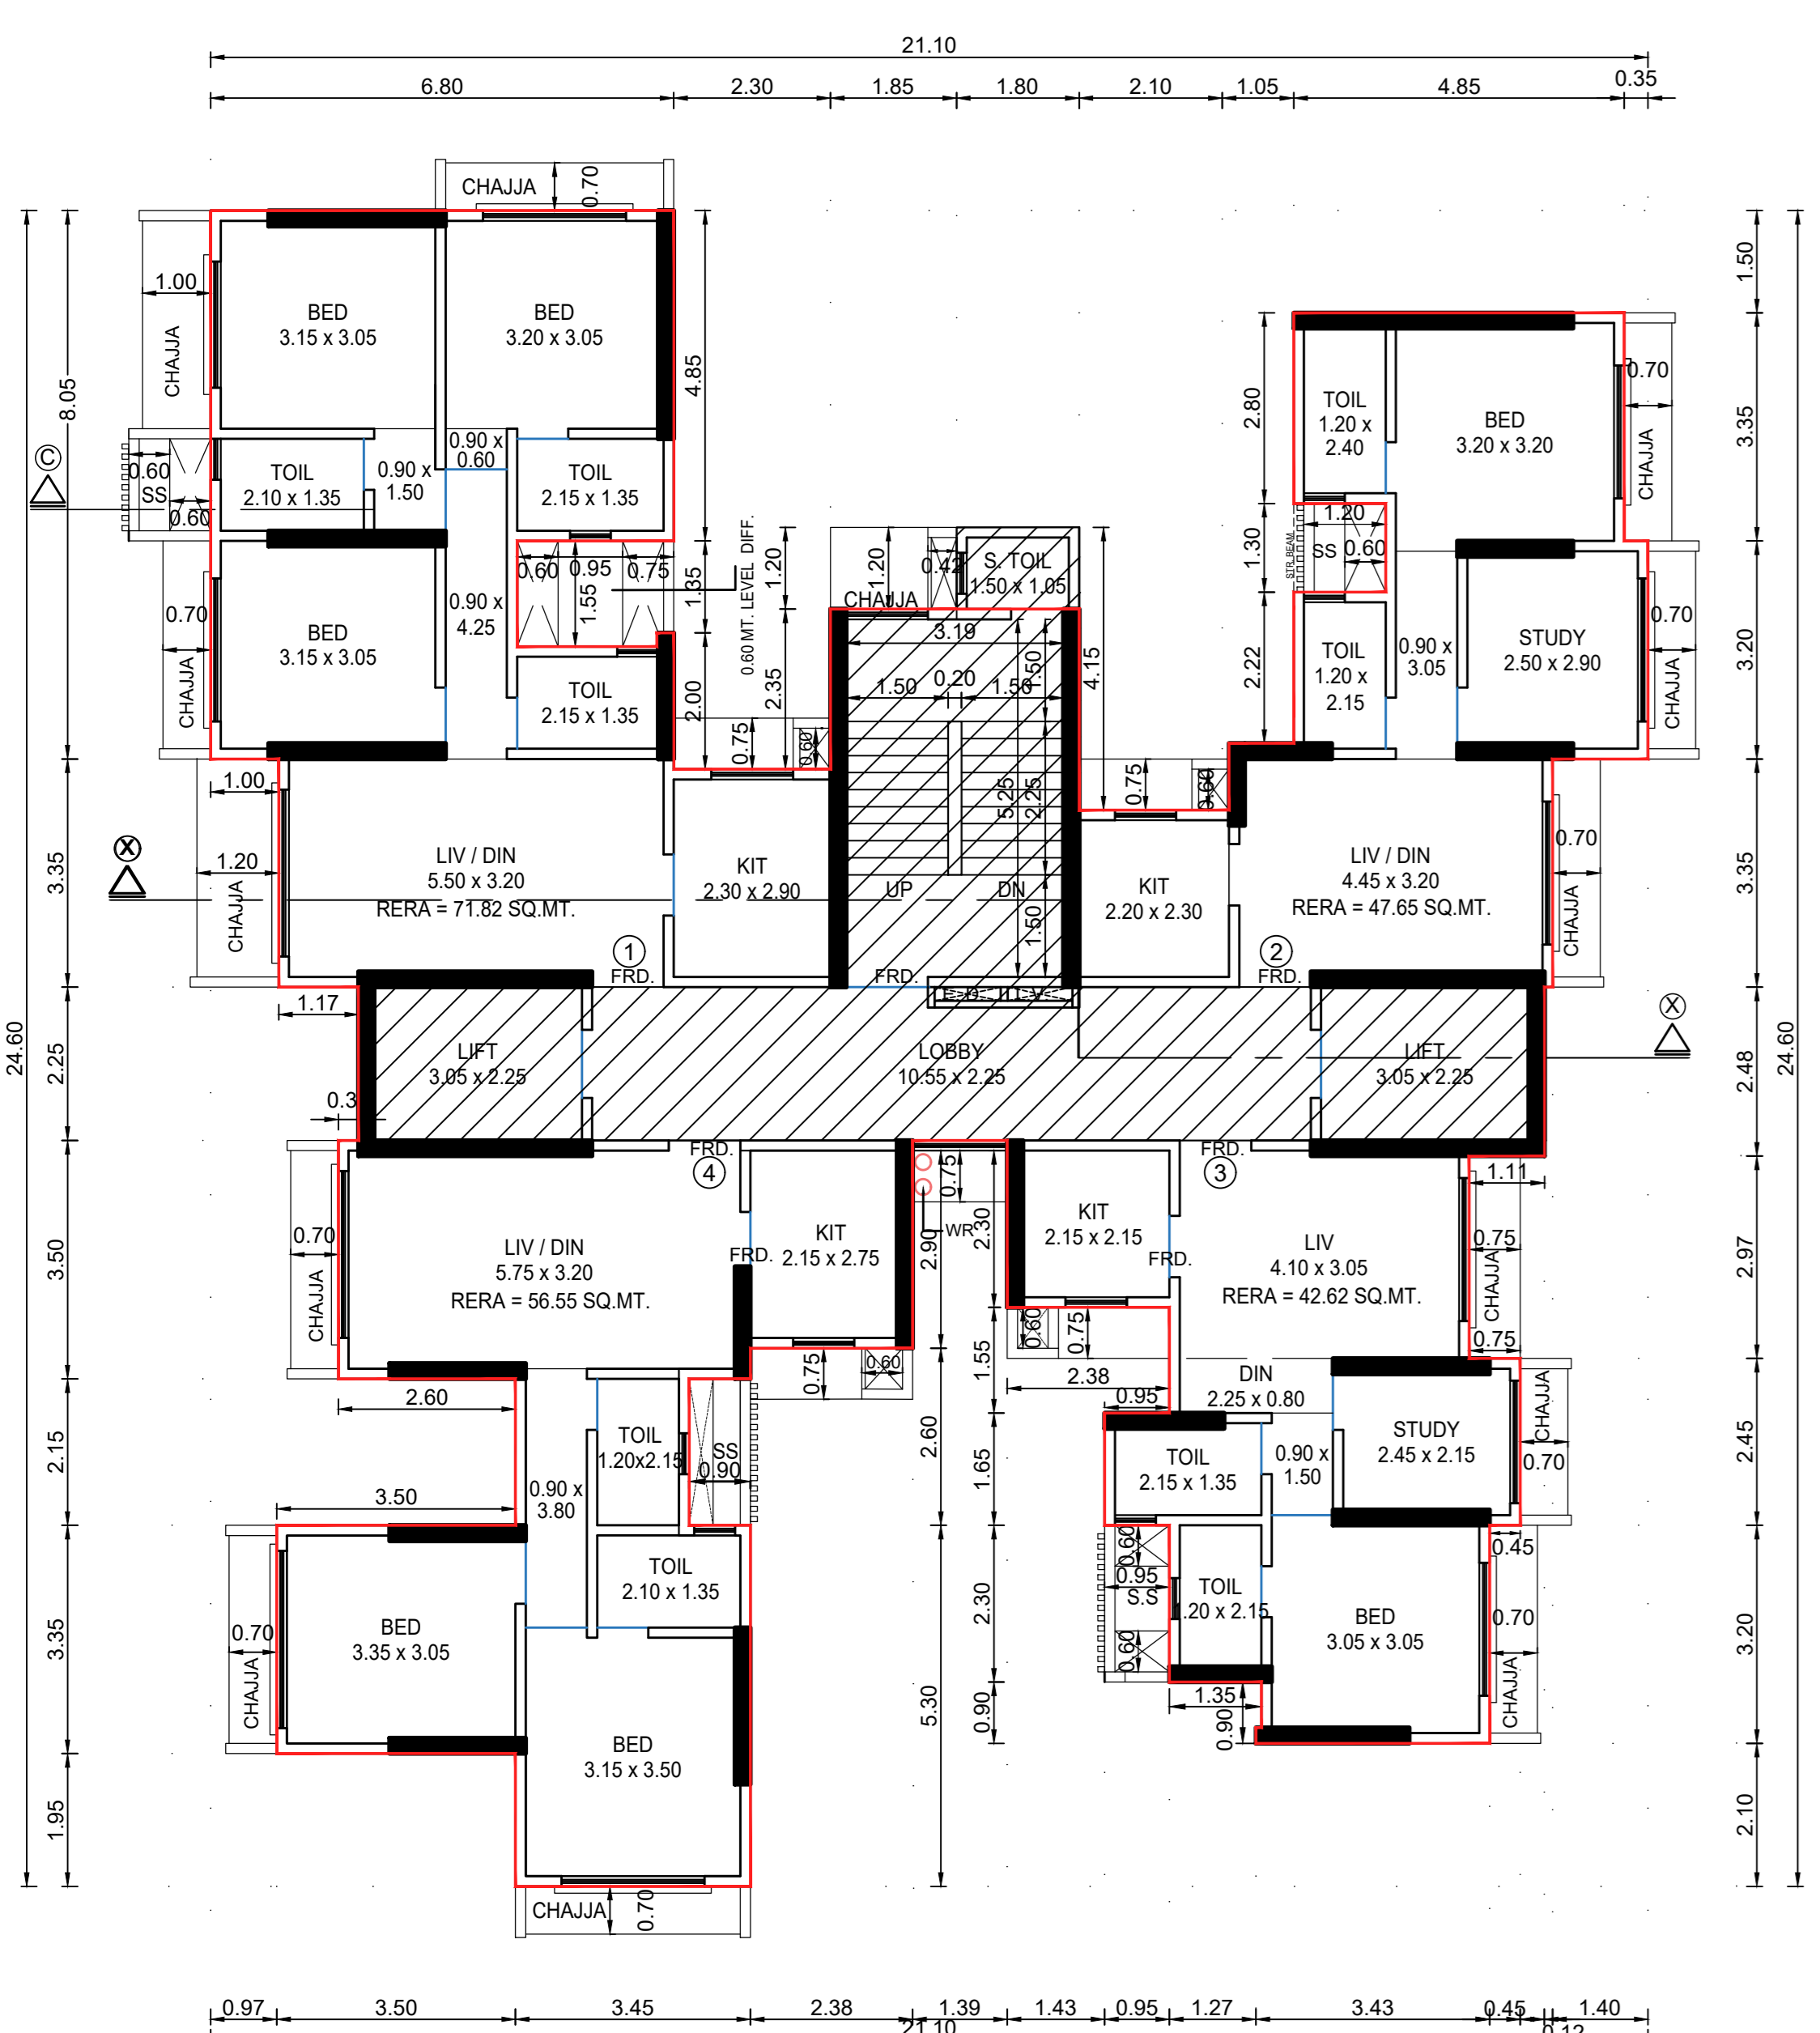 21.10
6.80
2.30
1.85
1.80
2.10
1.05
4.85
0.35
CHAJJA
0.70
1.00
CHAJJA
BED
3.15 x 3.05
BED
3.20 x 3.05
4.85
8.05
1.50
3.35
2.80
TOIL
1.20 x
2.40
BED
3.20 x 3.20
0.70
CHAJJA
C
0.60
SS
0.60
TOIL
2.10 x 1.35
0.90 x
1.50
0.90 x
0.60
TOIL
2.15 x 1.35
0.60
0.95
0.75
1.55
1.35
0.60 MT. LEVEL DIFF.
1.20
1.20
0.42
S. TOIL
1.50 x 1.05
CHAJJA
3.19
1.30
STR. BEAM
1.20
SS
0.60
0.70
CHAJJA
BED
3.15 x 3.05
0.90 x
4.25
TOIL
2.15 x 1.35
2.00
2.35
1.50
0.20
1.50
1.50
4.15
2.22
TOIL
1.20 x
2.15
0.90 x
3.05
STUDY
2.50 x 2.90
0.70
CHAJJA
3.20
0.75
0.60
5.25
2.25
0.75
0.60
1.00
X
1.20
CHAJJA
3.35
LIV / DIN
5.50 x 3.20
RERA = 71.82 SQ.MT.
KIT
2.30 x 2.90
UP
DN
1.50
KIT
2.20 x 2.30
LIV / DIN
4.45 x 3.20
RERA = 47.65 SQ.MT.
0.70
CHAJJA
3.35
1
FRD.
FRD.
2
FRD.
1.17
24.60
2.25
LIFT
3.05 x 2.25
LOBBY
10.55 x 2.25
LIFT
3.05 x 2.25
X
2.48
24.60
0.3
FRD.
4
FRD.
3
0.75
1.11
0.70
CHAJJA
3.50
LIV / DIN
5.75 x 3.20
RERA = 56.55 SQ.MT.
FRD.
KIT
2.15 x 2.75
2.90
WR
2.30
KIT
2.15 x 2.15
FRD.
LIV
4.10 x 3.05
RERA = 42.62 SQ.MT.
0.75
CHAJJA
0.75
2.97
0.75
0.60
0.60
0.75
1.55
2.38
0.95
DIN
2.25 x 0.80
2.60
2.15
TOIL
1.20x2.15
SS
0.90
2.60
1.65
TOIL
2.15 x 1.35
0.90 x
1.50
STUDY
2.45 x 2.15
CHAJJA
0.70
2.45
3.50
0.90 x
3.80
0.45
0.70
CHAJJA
3.35
BED
3.35 x 3.05
TOIL
2.10 x 1.35
0.60
0.95
S.S
0.60
2.30
TOIL
1.20 x 2.15
BED
3.05 x 3.05
0.70
CHAJJA
3.20
5.30
0.90
1.35
0.90
BED
3.15 x 3.50
1.95
2.10
CHAJJA
0.70
0.97
3.50
3.45
2.38
1.39
1.43
0.95
1.27
3.43
0.45
1.40
21.10
0.12